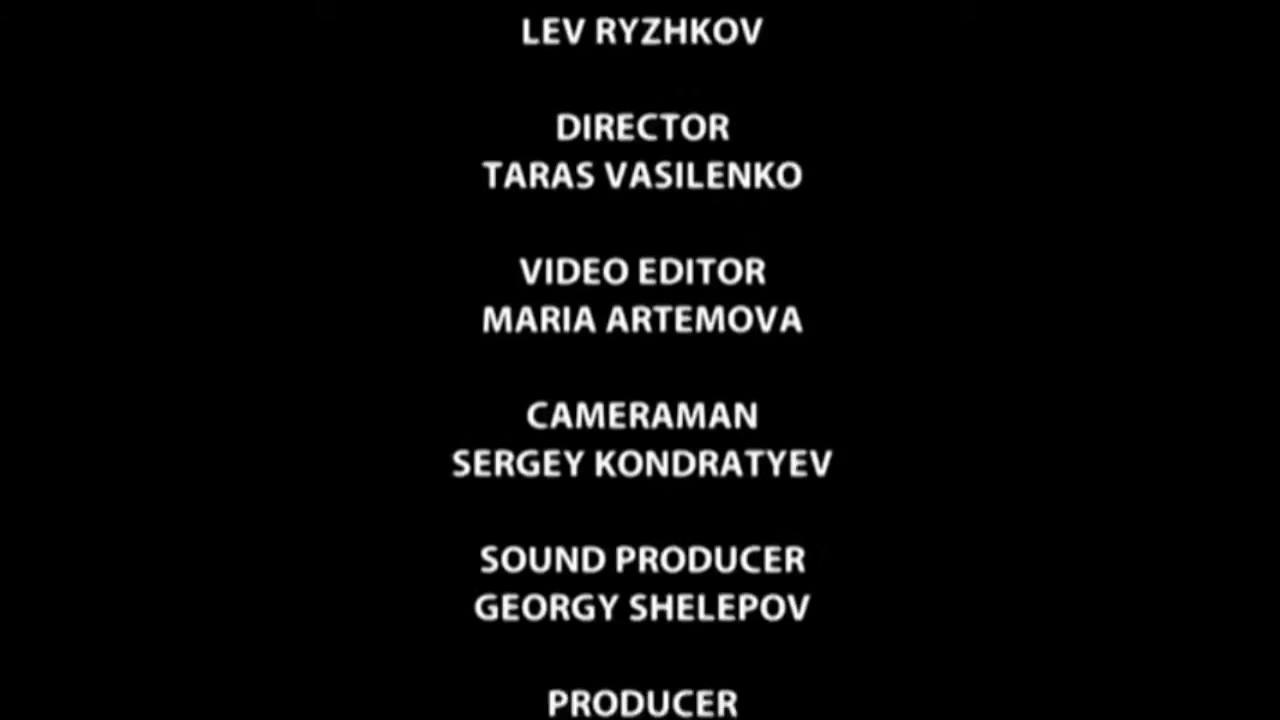 LEV RYZHKOV
DIRECTOR
TARAS VASILENKO
VIDEO EDITOR
MARIA ARTEMOVA
CAMERAMAN
SERGEY KONDRATYEV
SOUND PRODUCER
GEORGY SHELEPOV
PRODUCER